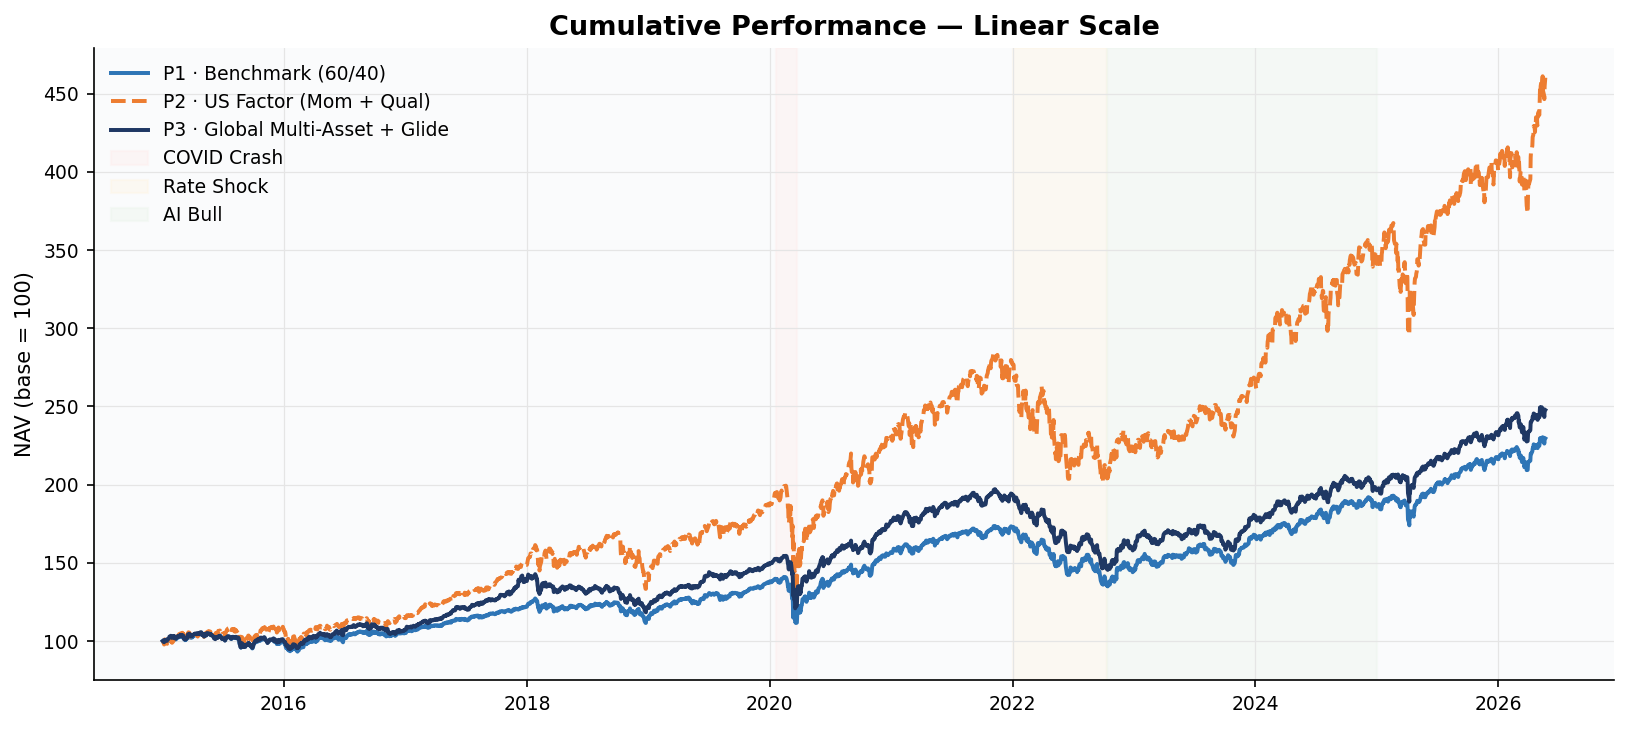 Cumulative Performance — Linear Scale
P1 · Benchmark (60/40)
P2 · US Factor (Mom + Qual)
P3 · Global Multi-Asset + Glide
COVID Crash
Rate Shock
AI Bull
NAV (base = 100)
450
400
350
300
250
200
150
100
2016
2018
2020
2022
2024
2026